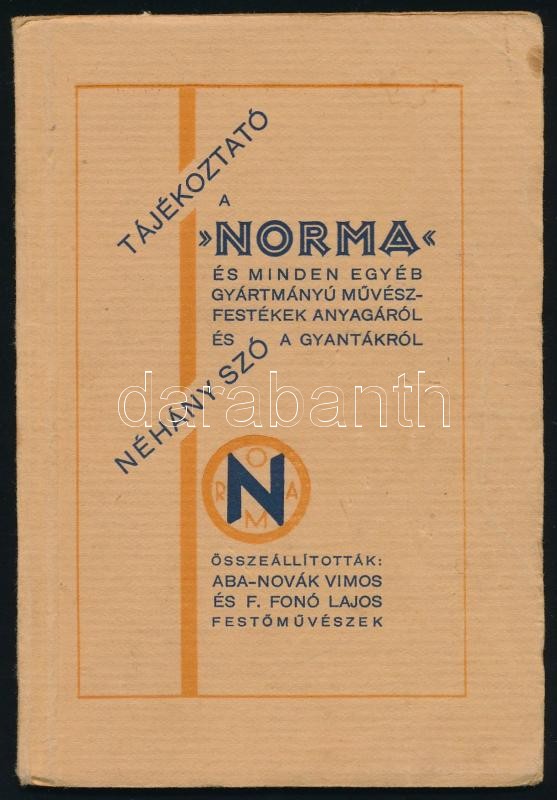 TÁJÉKOZTATÓ
A
»NORMA«
ÉS MINDEN EGYÉB
GYÁRTMÁNYÚ MŰVÉSZ-
FESTÉKEK ANYAGÁRÓL
ÉS A GYANTÁKRÓL
NÉHÁNY SZÓ
darabanth
N
O
R A
M
ÖSSZEÁLLÍTOTTÁK:
ABA-NOVÁK VIMOS
ÉS F. FONÓ LAJOS
FESTŐMŰVÉSZEK